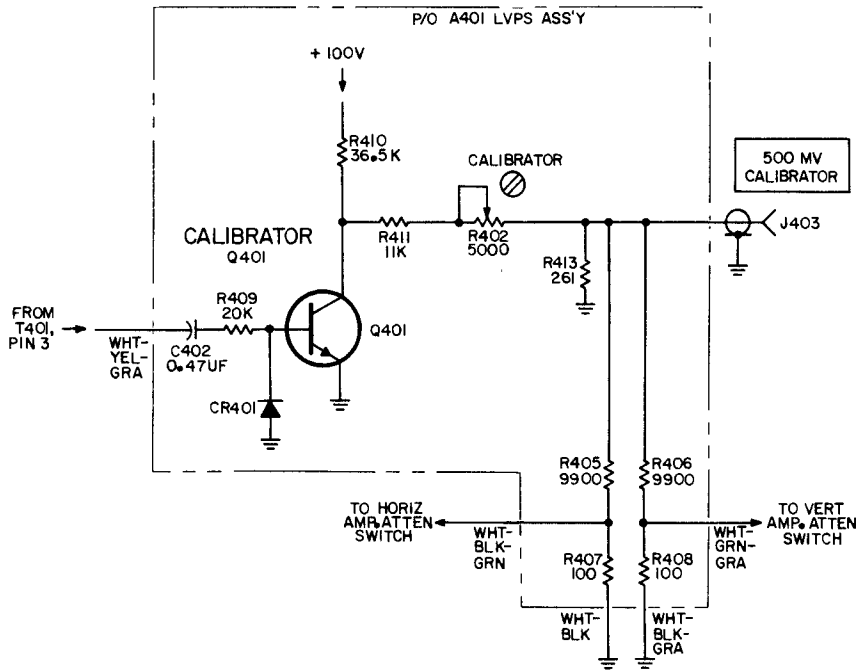 P/O A401 LVPS ASS'Y
+ 100V
R410
36.5K
CALIBRATOR
500 MV
CALIBRATOR
J403
R411
11K
R402
5000
R413
261
CALIBRATOR
Q401
R409
20K
Q401
FROM
T401,
PIN 3
WHT-
YEL-
GRA
C402
0.47UF
CR401
R405
9900
R406
9900
TO HORIZ
AMP. ATTEN
SWITCH
WHT-
BLK-
GRN
WHT-
GRN-
GRA
TO VERT
AMP. ATTEN
SWITCH
R407
100
R408
100
WHT-
BLK
WHT-
BLK-
GRA